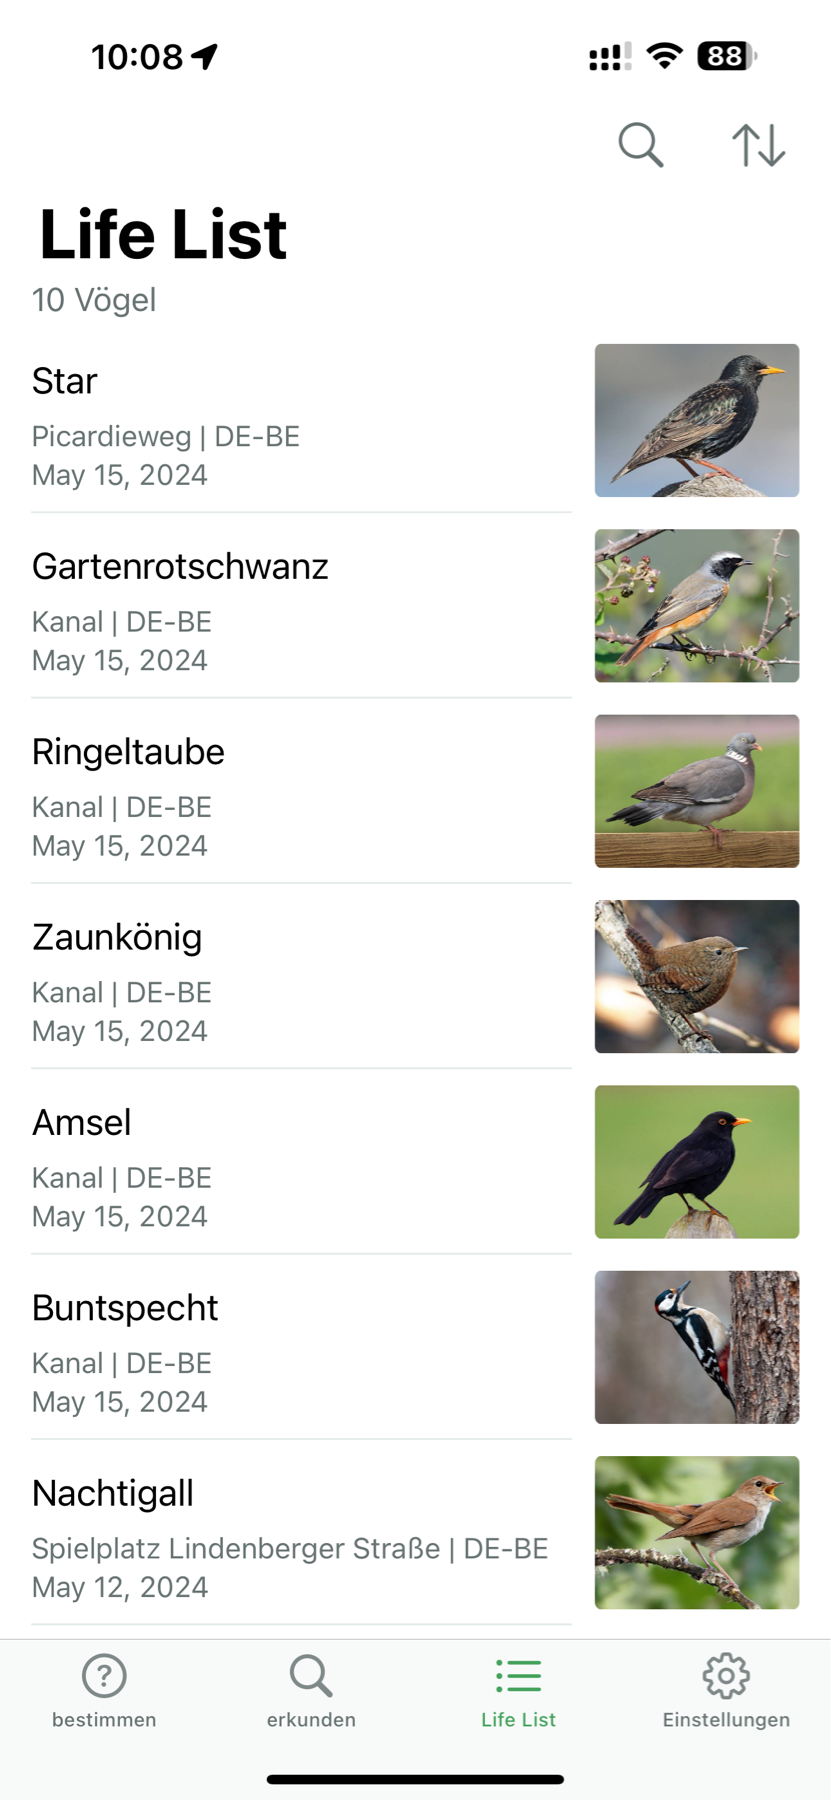 10:08
88
Life List
10 Vögel
Star
Picardieweg | DE-BE
May 15, 2024
Gartenrotschwanz
Kanal | DE-BE
May 15, 2024
Ringeltaube
Kanal | DE-BE
May 15, 2024
Zaunkönig
Kanal | DE-BE
May 15, 2024
Amsel
Kanal | DE-BE
May 15, 2024
Buntspecht
Kanal | DE-BE
May 15, 2024
Nachtigall
Spielplatz Lindenberger Straße | DE-BE
May 12, 2024
bestimmen
erkunden
Life List
Einstellungen